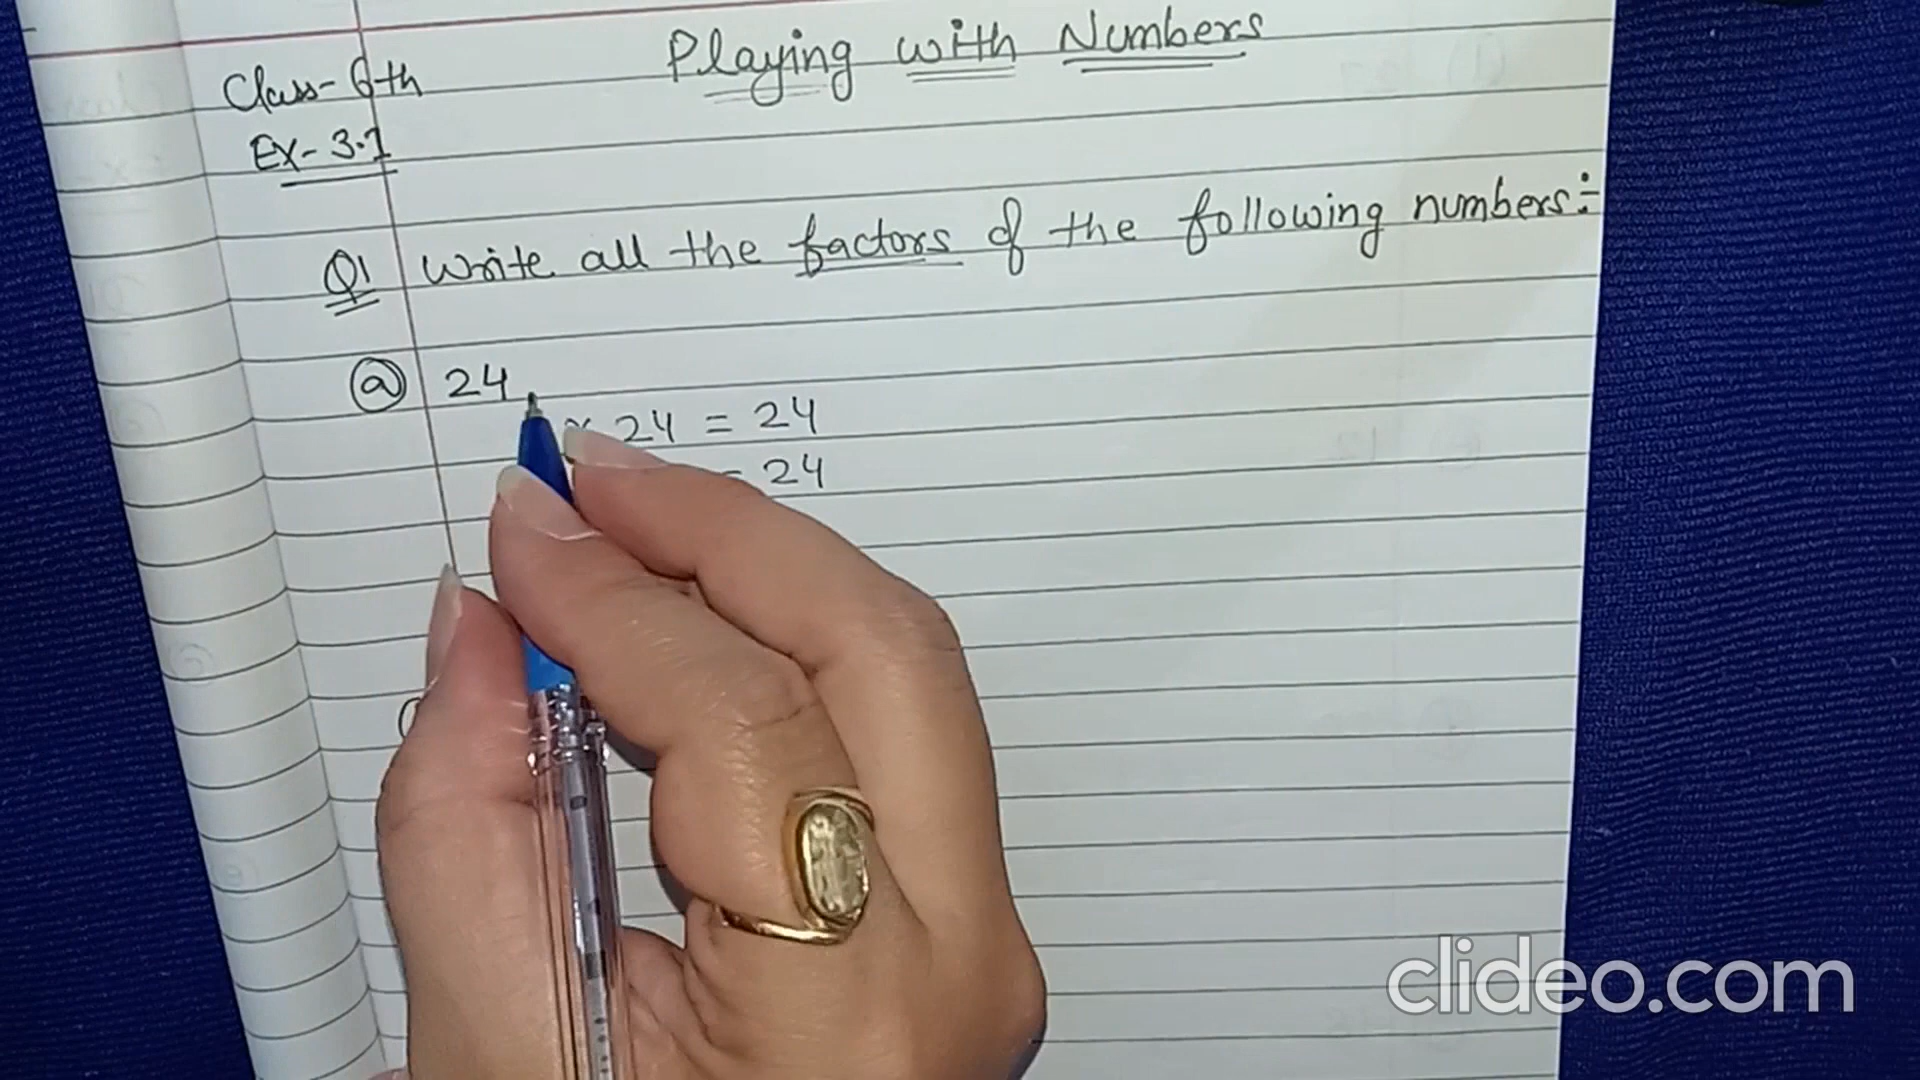 Playing with Numbers
Class-6th
Ex-3.1
Q1 Write all the factors of the following numbers:-
(a) 24
× 24 = 24
= 24
clideo.com